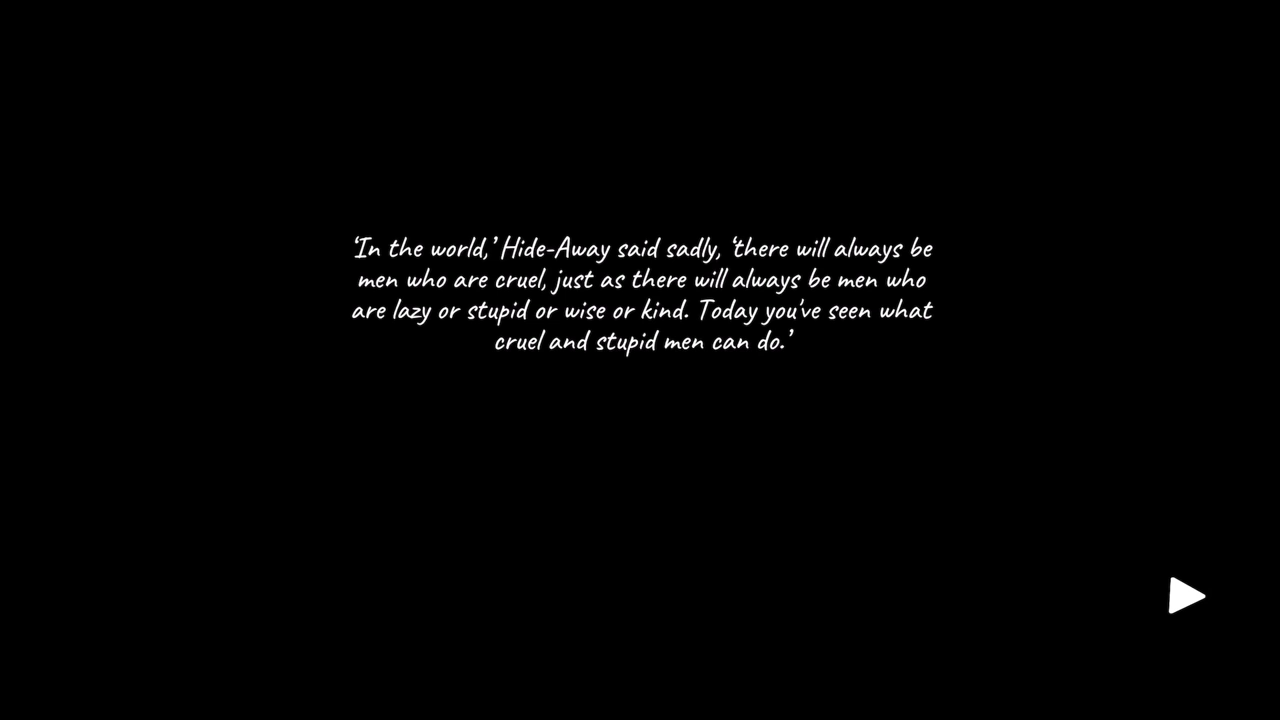 ‘In the world,’ Hide-Away said sadly, ‘there will always be
men who are cruel, just as there will always be men who
are lazy or stupid or wise or kind. Today you've seen what
cruel and stupid men can do.’